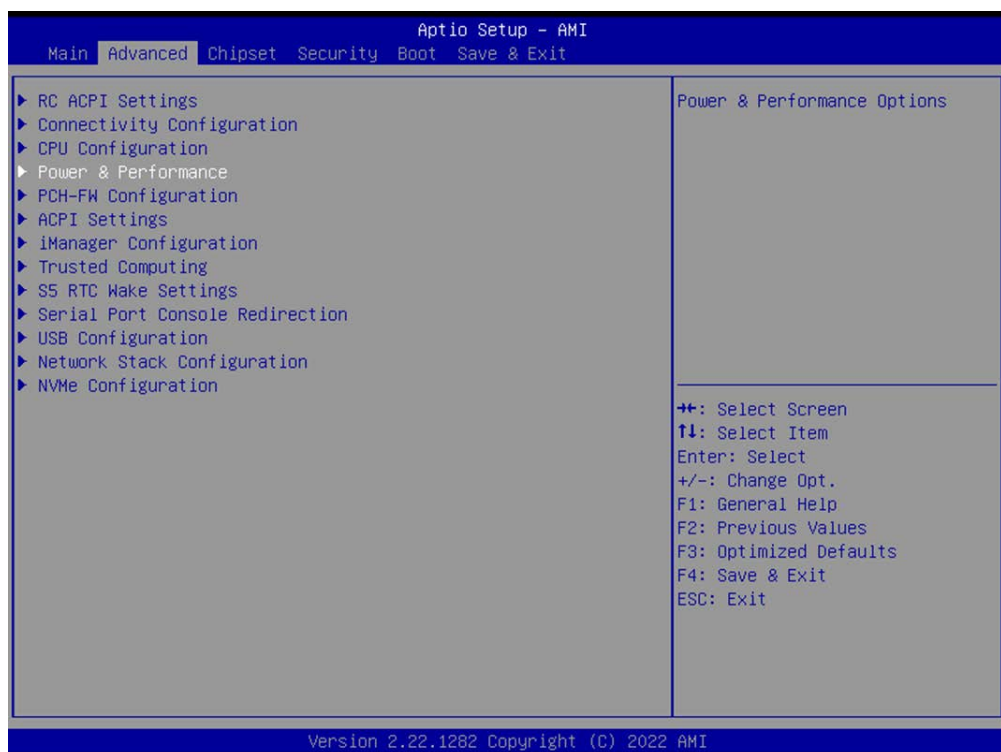 Aptio Setup – AMI
Main Advanced Chipset Security Boot Save & Exit
RC ACPI Settings
Connectivity Configuration
CPU Configuration
Power & Performance
PCH-FW Configuration
ACPI Settings
iManager Configuration
Trusted Computing
S5 RTC Wake Settings
Serial Port Console Redirection
USB Configuration
Network Stack Configuration
NVMe Configuration
Power & Performance Options
→←: Select Screen
↑↓: Select Item
Enter: Select
+/-: Change Opt.
F1: General Help
F2: Previous Values
F3: Optimized Defaults
F4: Save & Exit
ESC: Exit
Version 2.22.1282 Copyright (C) 2022 AMI